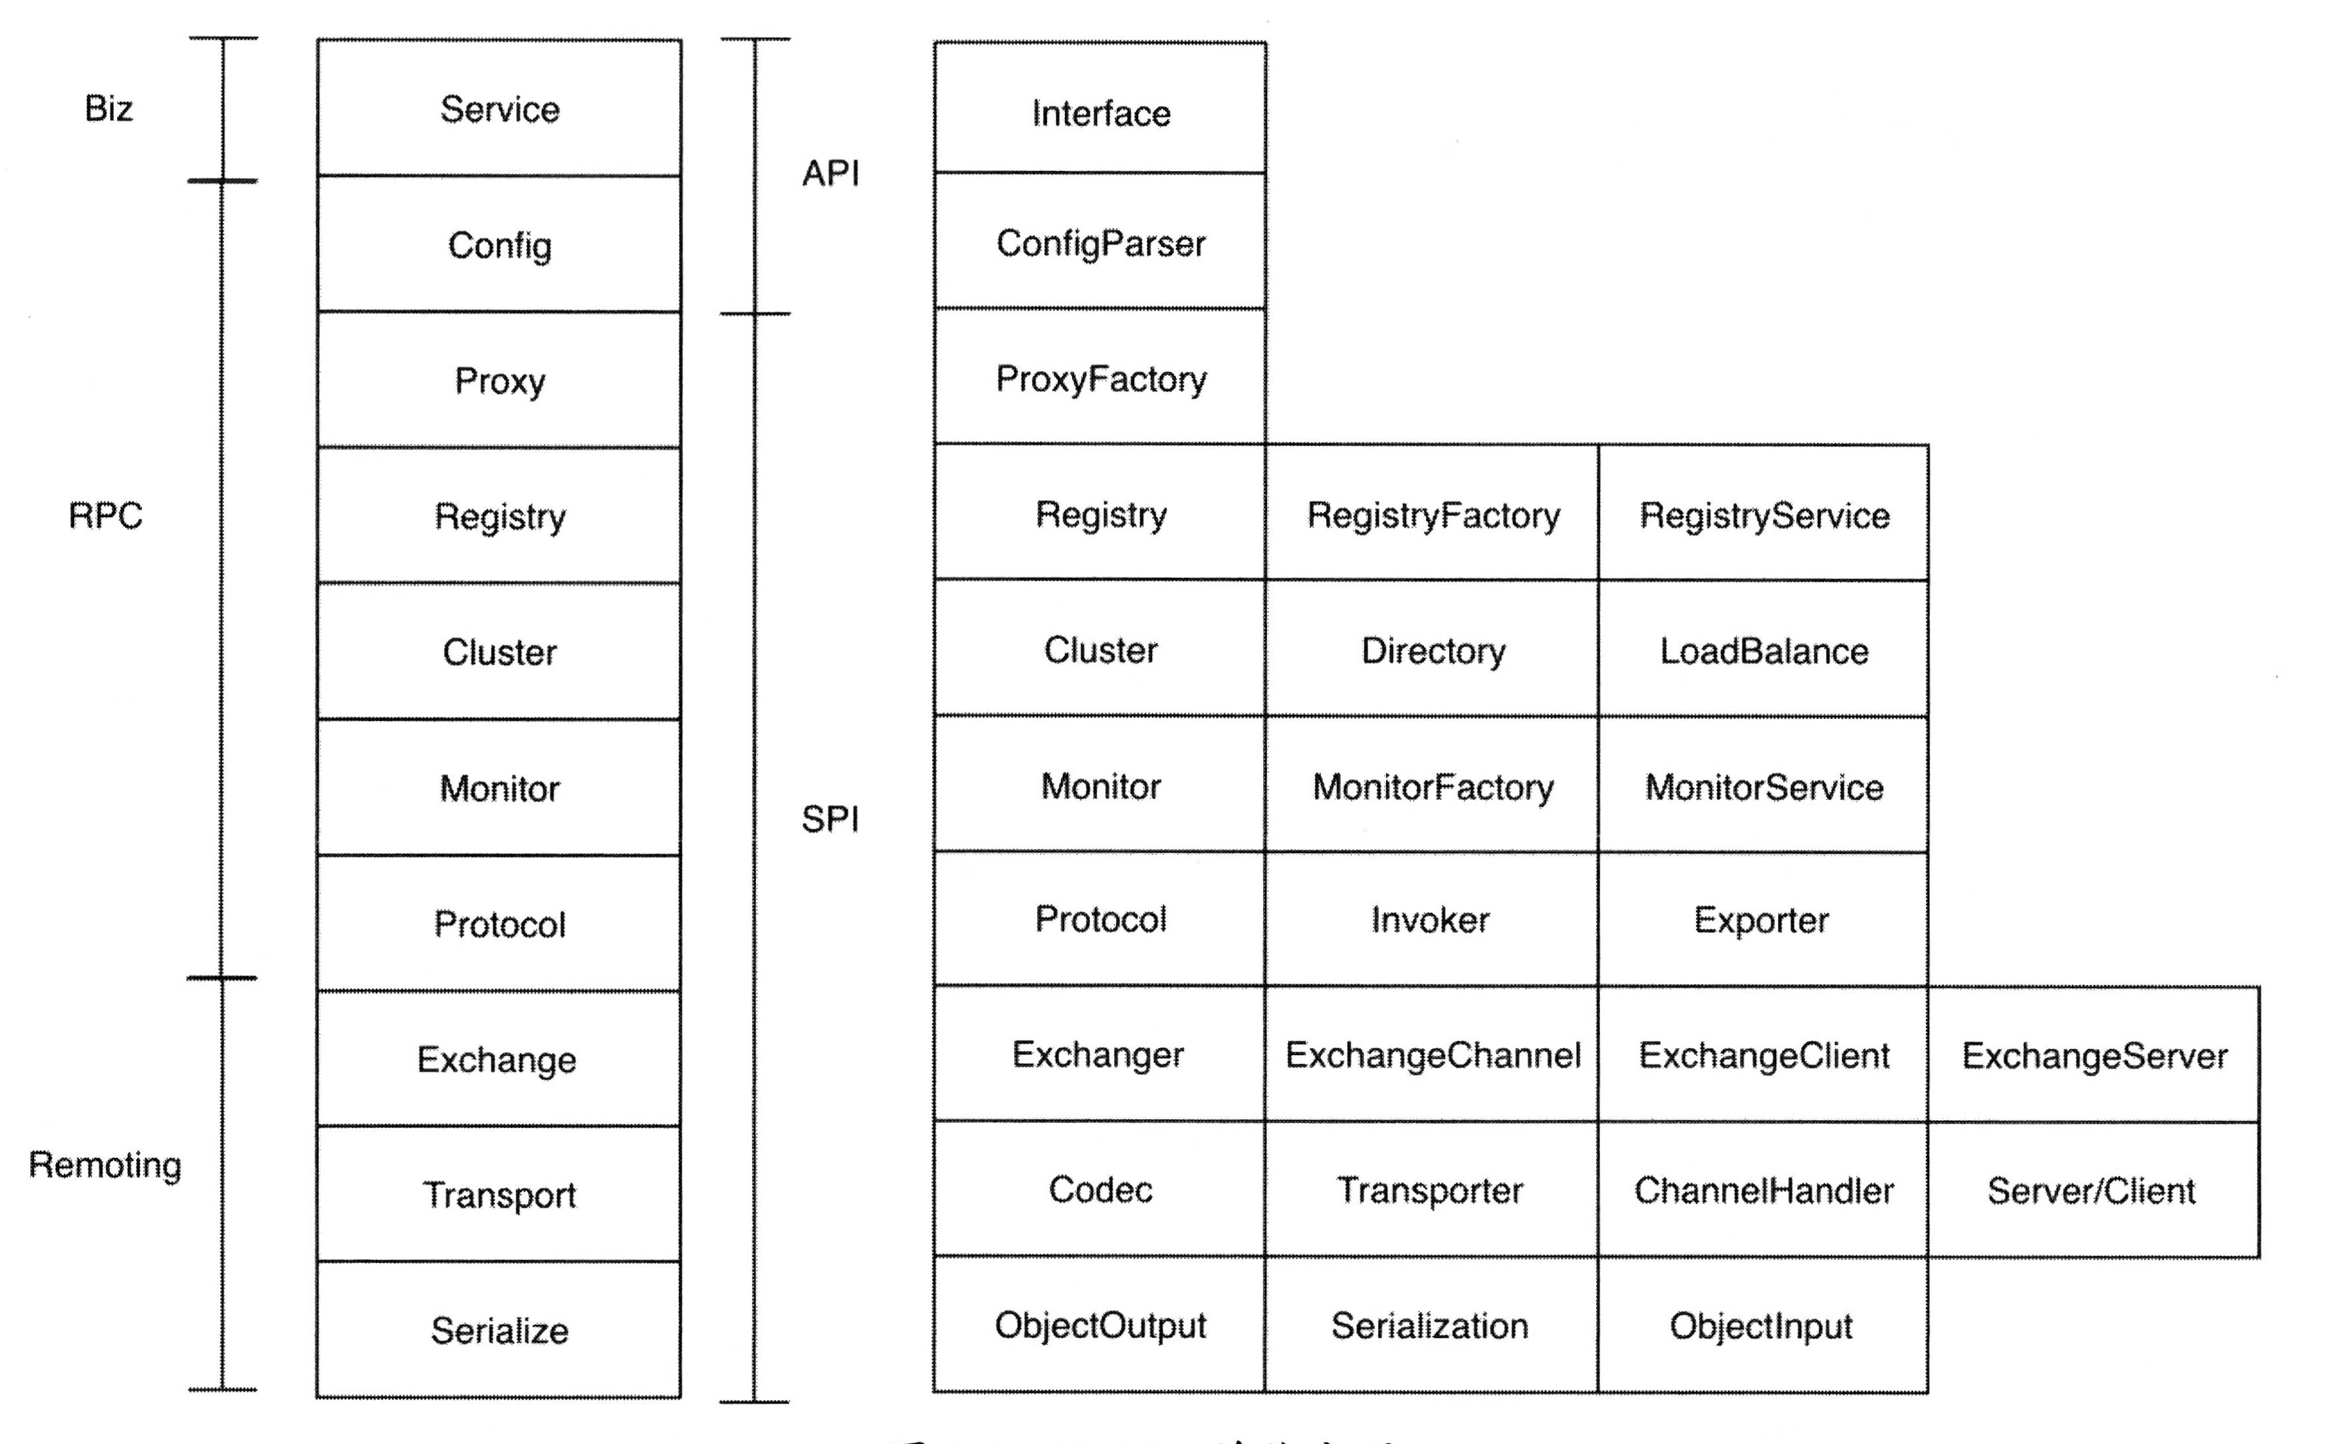 Biz
RPC
Remoting
Service
Config
Proxy
Registry
Cluster
Monitor
Protocol
Exchange
Transport
Serialize
API
SPI
Interface
ConfigParser
ProxyFactory
Registry RegistryFactory RegistryService
Cluster Directory LoadBalance
Monitor MonitorFactory MonitorService
Protocol Invoker Exporter
Exchanger ExchangeChannel ExchangeClient ExchangeServer
Codec Transporter ChannelHandler Server/Client
ObjectOutput Serialization ObjectInput